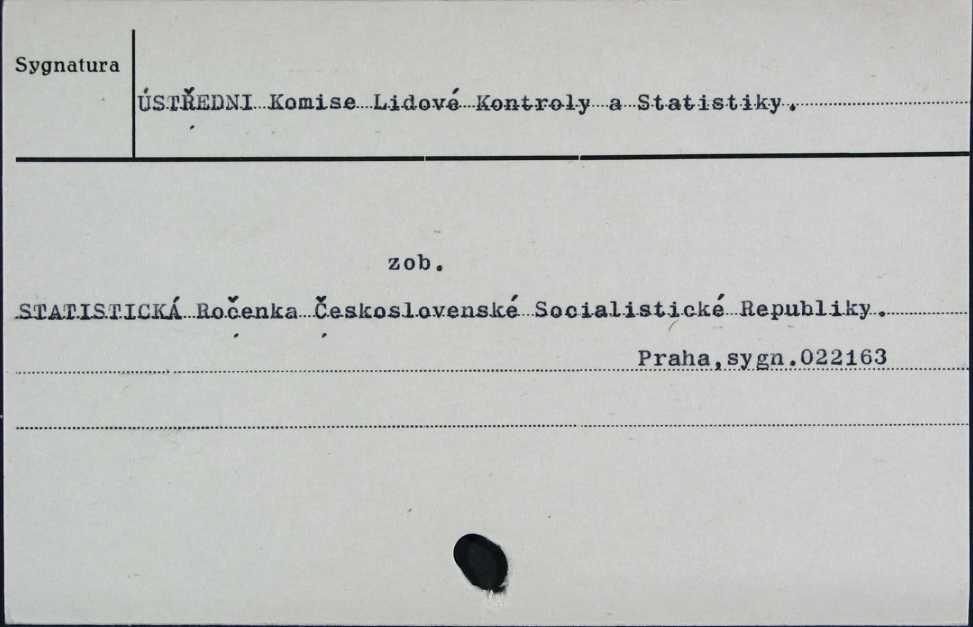 Sygnatura
ÚSTŘEDNI Komise Lidové Kontroly a Statistiky.
zob.
STATISTICKÁ Ročenka Československé Socialistické Republiky.
Praha,sygn.022163